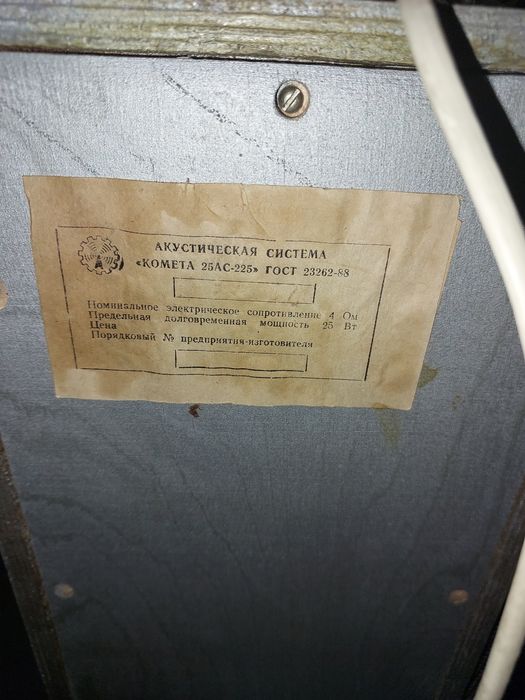 АКУСТИЧЕСКАЯ СИСТЕМА
«КОМЕТА 25АС-225» ГОСТ 23262-88
Номинальное электрическое сопротивление 4 Ом
Предельная долговременная мощность 25 Вт
Цена
Порядковый № предприятия-изготовителя